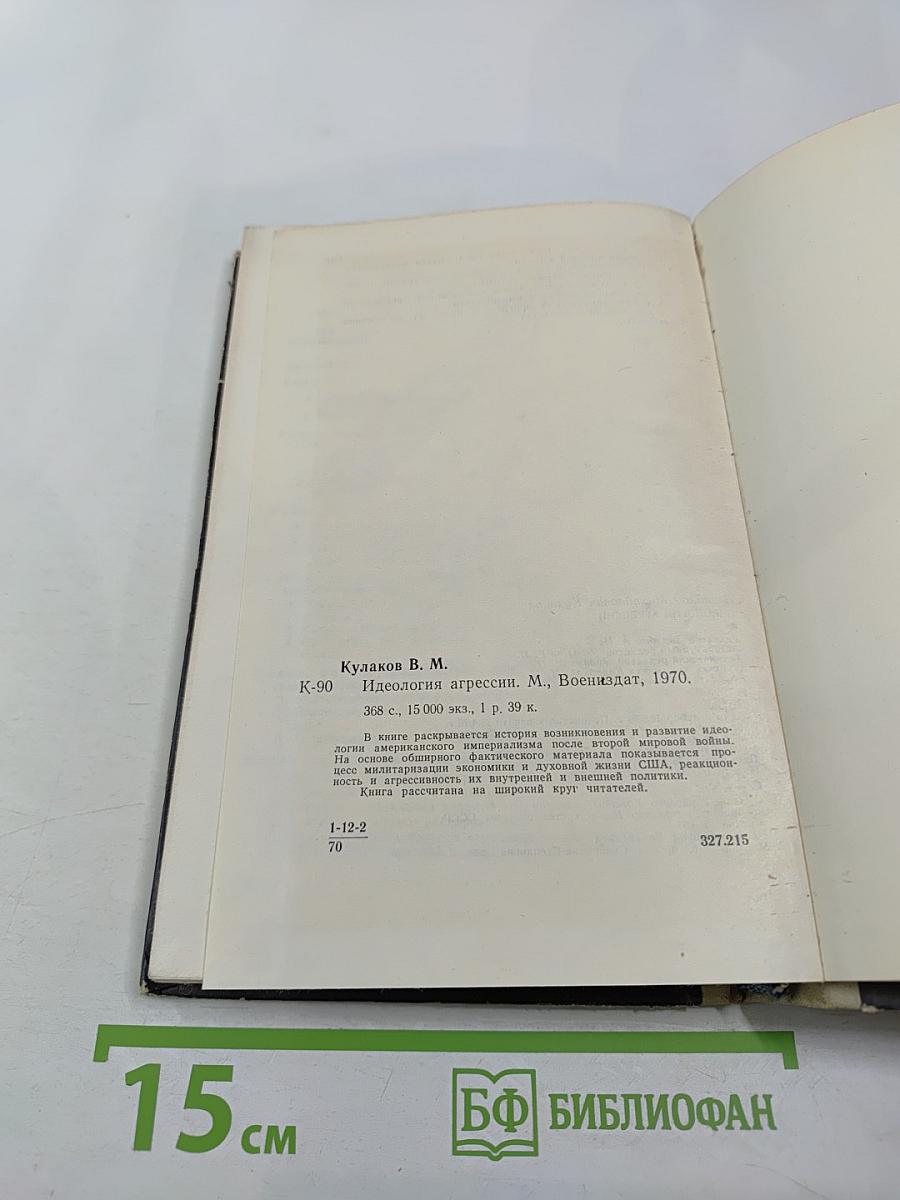 Кулаков В. М.
К-90 Идеология агрессии. М., Воениздат, 1970.
368 с., 15 000 экз., 1 р. 39 к.
В книге раскрывается история возникновения и развитие идео-
логии американского империализма после второй мировой войны.
На основе обширного фактического материала показывается про-
цесс милитаризации экономики и духовной жизни США, реакцион-
ность и агрессивность их внутренней и внешней политики.
Книга рассчитана на широкий круг читателей.
1-12-2
70
327.215
15 см
БФ БИБЛИОФАН